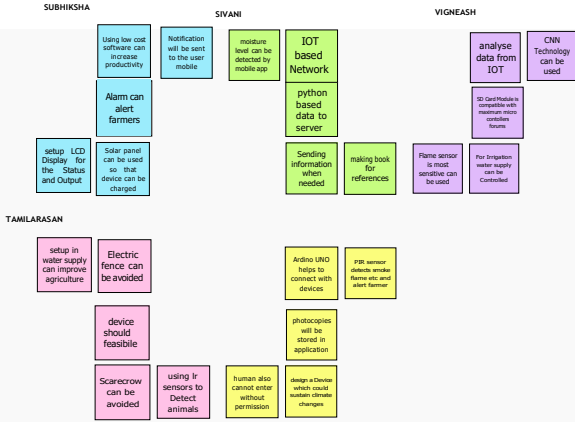 SUBHIKSHA
SIVANI
VIGNEASH
Using low cost
software can
increase
productivity
Notification
will be sent
to the user
mobile
moisture
level can be
detected by
mobile app
IOT
based
Network
analyse
data from
IOT
CNN
Technology
can be
used
Alarm can
alert
farmers
python
based
data to
server
SD Card Module is
compatible with
maximum micro
contollers
forums
setup LCD
Display for
the Status
and Output
Solar panel
can be used
so that
device can be
charged
Sending
information
when
needed
making book
for
references
Flame sensor
is most
sensitive can
be used
For Irrigation
water supply
can be
Controlled
TAMILARASAN
setup in
water supply
can improve
agriculture
Electric
fence can
be avoided
Ardino UNO
helps to
connect with
devices
PIR sensor
detects smoke
flame etc and
alert farmer
device
should
feasibile
photocopies
will be
stored in
application
Scarecrow
can be
avoided
using Ir
sensors to
Detect
animals
human also
cannot enter
without
permission
design a Device
which could
sustain climate
changes